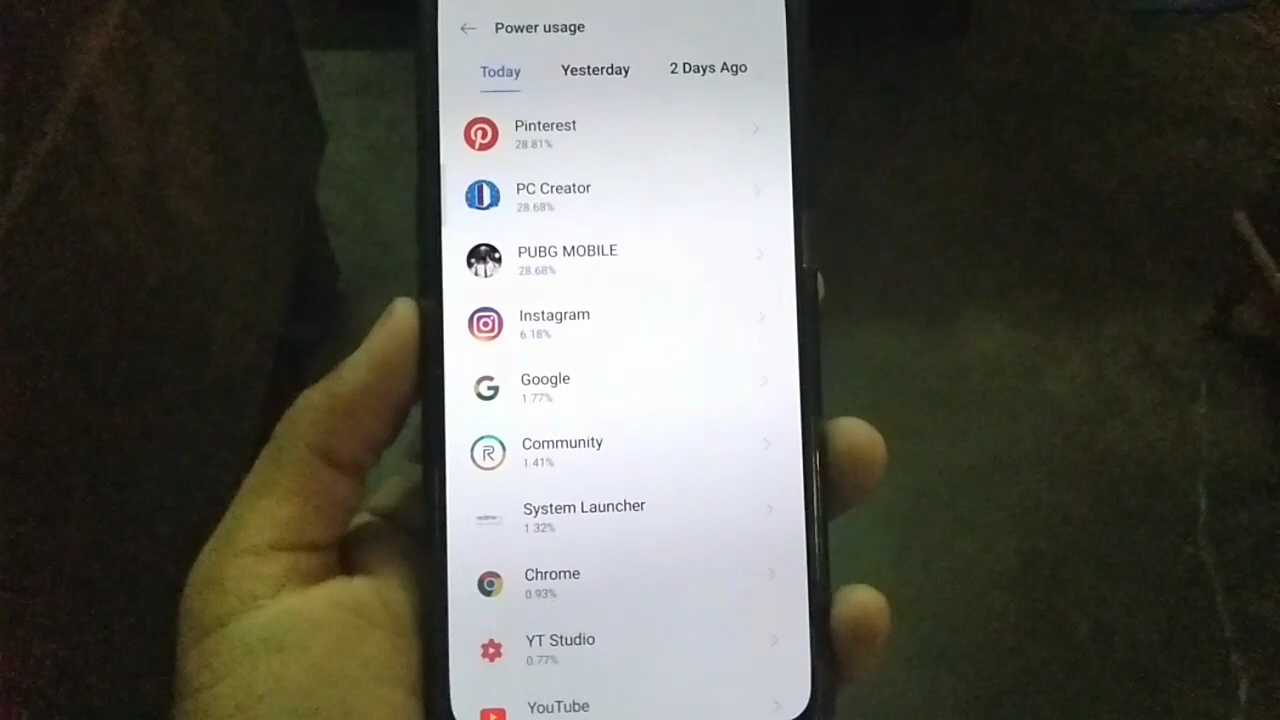 Power usage
Today Yesterday 2 Days Ago
Pinterest
28.81%
PC Creator
28.68%
PUBG MOBILE
28.68%
Instagram
6.18%
Google
1.77%
Community
1.41%
System Launcher
1.32%
Chrome
0.93%
YT Studio
0.77%
YouTube